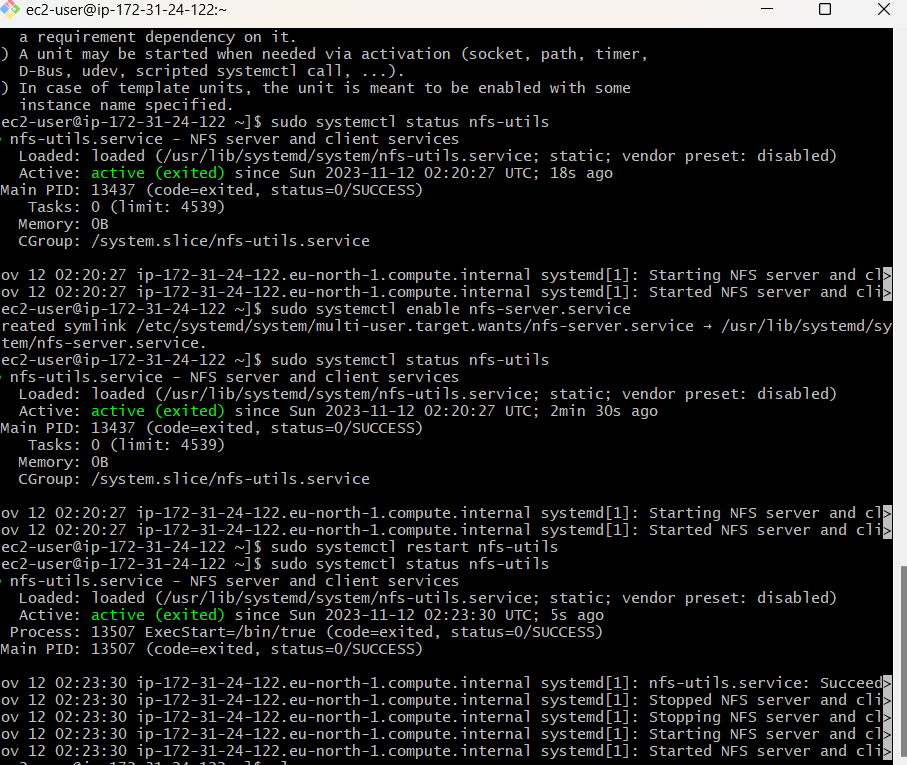 ec2-user@ip-172-31-24-122:~
a requirement dependency on it.
) A unit may be started when needed via activation (socket, path, timer,
D-Bus, udev, scripted systemctl call, ...).
) In case of template units, the unit is meant to be enabled with some
instance name specified.
ec2-user@ip-172-31-24-122 ~]$ sudo systemctl status nfs-utils
nfs-utils.service - NFS server and client services
Loaded: loaded (/usr/lib/systemd/system/nfs-utils.service; static; vendor preset: disabled)
Active: active (exited) since Sun 2023-11-12 02:20:27 UTC; 18s ago
Main PID: 13437 (code=exited, status=0/SUCCESS)
Tasks: 0 (limit: 4539)
Memory: 0B
CGroup: /system.slice/nfs-utils.service
ov 12 02:20:27 ip-172-31-24-122.eu-north-1.compute.internal systemd[1]: Starting NFS server and cl>
ov 12 02:20:27 ip-172-31-24-122.eu-north-1.compute.internal systemd[1]: Started NFS server and cli>
ec2-user@ip-172-31-24-122 ~]$ sudo systemctl enable nfs-server.service
reated symlink /etc/systemd/system/multi-user.target.wants/nfs-server.service → /usr/lib/systemd/sy
tem/nfs-server.service.
ec2-user@ip-172-31-24-122 ~]$ sudo systemctl status nfs-utils
nfs-utils.service - NFS server and client services
Loaded: loaded (/usr/lib/systemd/system/nfs-utils.service; static; vendor preset: disabled)
Active: active (exited) since Sun 2023-11-12 02:20:27 UTC; 2min 30s ago
Main PID: 13437 (code=exited, status=0/SUCCESS)
Tasks: 0 (limit: 4539)
Memory: 0B
CGroup: /system.slice/nfs-utils.service
ov 12 02:20:27 ip-172-31-24-122.eu-north-1.compute.internal systemd[1]: Starting NFS server and cl>
ov 12 02:20:27 ip-172-31-24-122.eu-north-1.compute.internal systemd[1]: Started NFS server and cli>
ec2-user@ip-172-31-24-122 ~]$ sudo systemctl restart nfs-utils
ec2-user@ip-172-31-24-122 ~]$ sudo systemctl status nfs-utils
nfs-utils.service - NFS server and client services
Loaded: loaded (/usr/lib/systemd/system/nfs-utils.service; static; vendor preset: disabled)
Active: active (exited) since Sun 2023-11-12 02:23:30 UTC; 5s ago
Process: 13507 ExecStart=/bin/true (code=exited, status=0/SUCCESS)
Main PID: 13507 (code=exited, status=0/SUCCESS)
ov 12 02:23:30 ip-172-31-24-122.eu-north-1.compute.internal systemd[1]: nfs-utils.service: Succeed>
ov 12 02:23:30 ip-172-31-24-122.eu-north-1.compute.internal systemd[1]: Stopped NFS server and cli>
ov 12 02:23:30 ip-172-31-24-122.eu-north-1.compute.internal systemd[1]: Stopping NFS server and cl>
ov 12 02:23:30 ip-172-31-24-122.eu-north-1.compute.internal systemd[1]: Starting NFS server and cl>
ov 12 02:23:30 ip-172-31-24-122.eu-north-1.compute.internal systemd[1]: Started NFS server and cli>